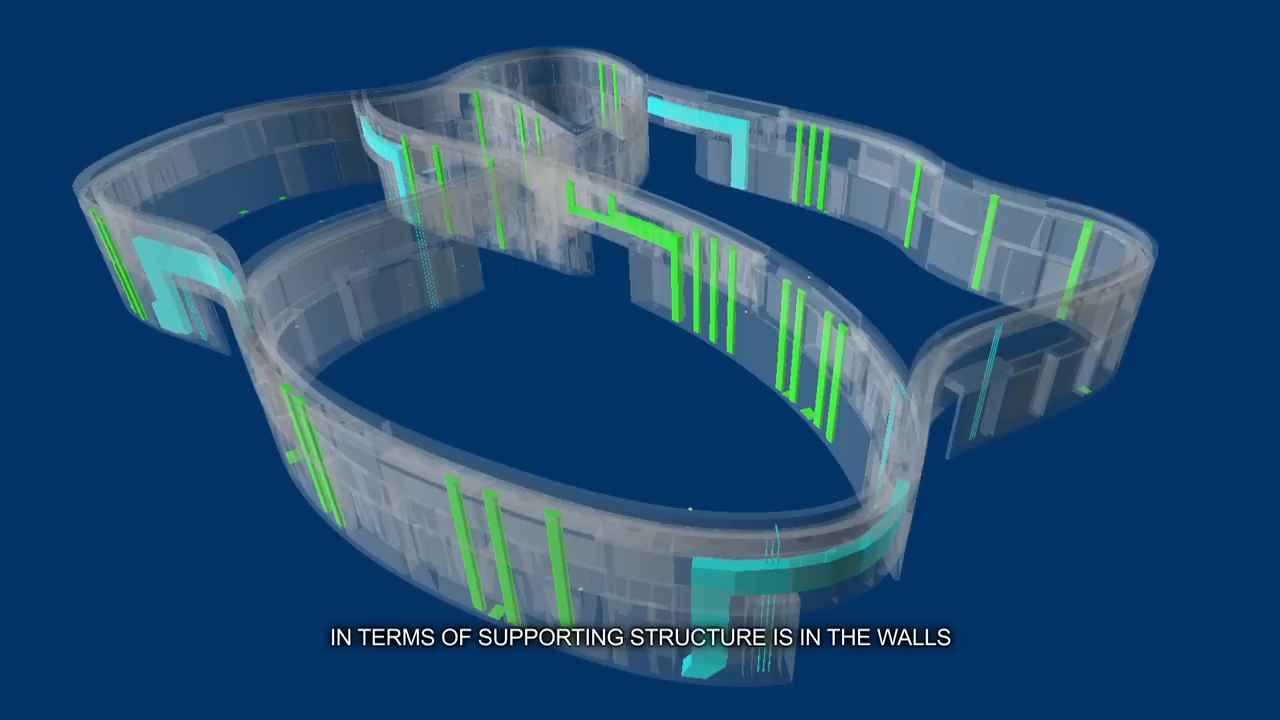 IN TERMS OF SUPPORTING STRUCTURE IS IN THE WALLS